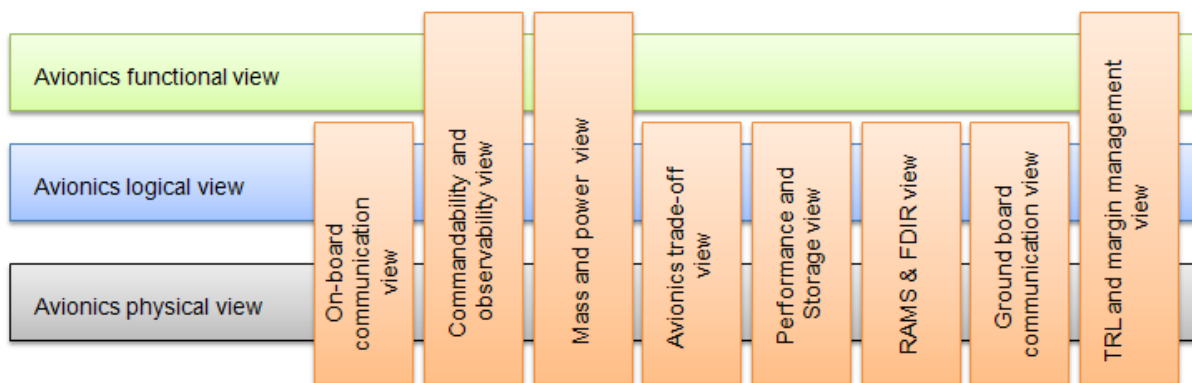 Avionics functional view
Avionics logical view
Avionics physical view
On-board
communication
view
Commandability and
observability view
Mass and power view
Avionics trade-off
view
Performance and
Storage view
RAMS & FDIR view
Ground board
communication view
TRL and margin management
view